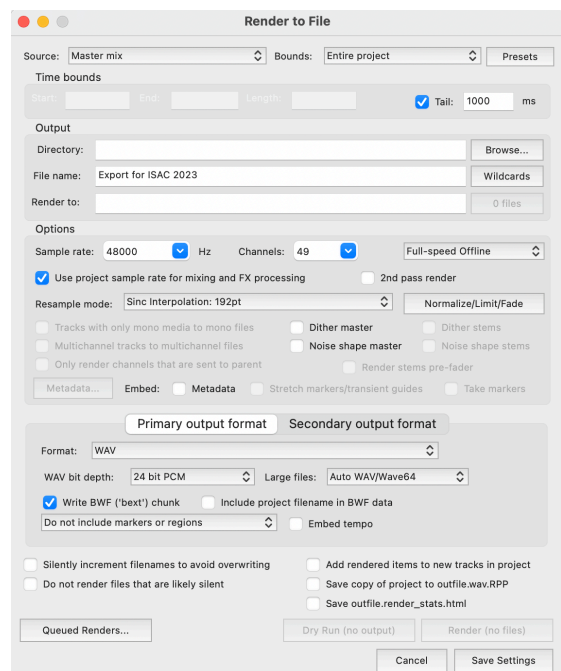 Render to File
Source: Master mix Bounds: Entire project Presets
Time bounds
Start: End: Length: Tail: 1000 ms
Output
Directory: Browse...
File name: Export for ISAC 2023 Wildcards
Render to: 0 files
Options
Sample rate: 48000 Hz Channels: 49 Full-speed Offline
Use project sample rate for mixing and FX processing 2nd pass render
Resample mode: Sinc Interpolation: 192pt Normalize/Limit/Fade
Tracks with only mono media to mono files Dither master Dither stems
Multichannel tracks to multichannel files Noise shape master Noise shape stems
Only render channels that are sent to parent Render stems pre-fader
Metadata... Embed: Metadata Stretch markers/transient guides Take markers
Primary output format Secondary output format
Format: WAV
WAV bit depth: 24 bit PCM Large files: Auto WAV/Wave64
Write BWF ('bext') chunk Include project filename in BWF data
Do not include markers or regions Embed tempo
Silently increment filenames to avoid overwriting Add rendered items to new tracks in project
Do not render files that are likely silent Save copy of project to outfile.wav.RPP
Save outfile.render_stats.html
Queued Renders... Dry Run (no output) Render (no files)
Cancel Save Settings